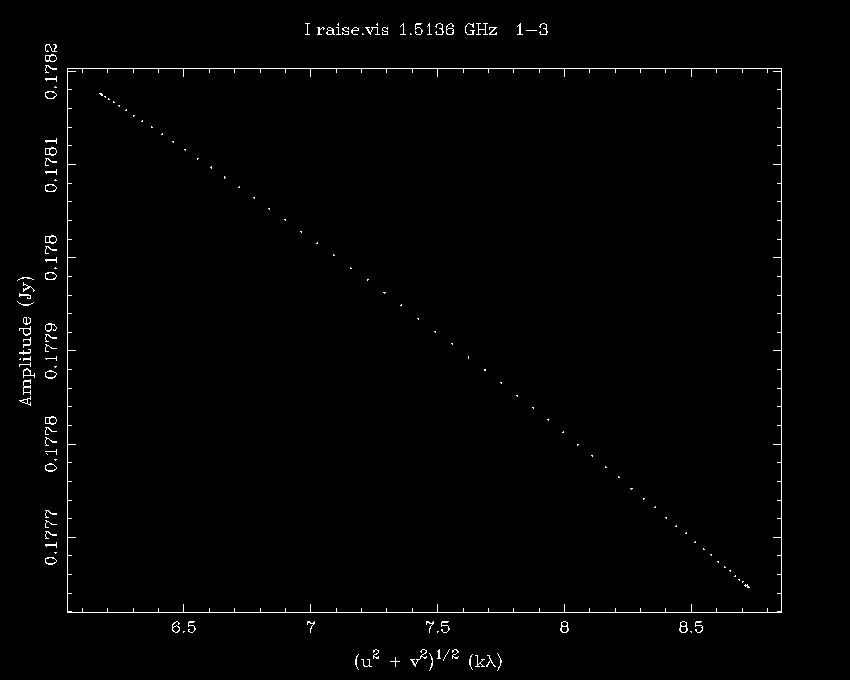 I raise.vis 1.5136 GHz 1−3
0.1782
0.1781
0.178
0.1779
0.1778
0.1777
Amplitude (Jy)
6.5 7 7.5 8 8.5
(u² + v²)^1/2 (kλ)